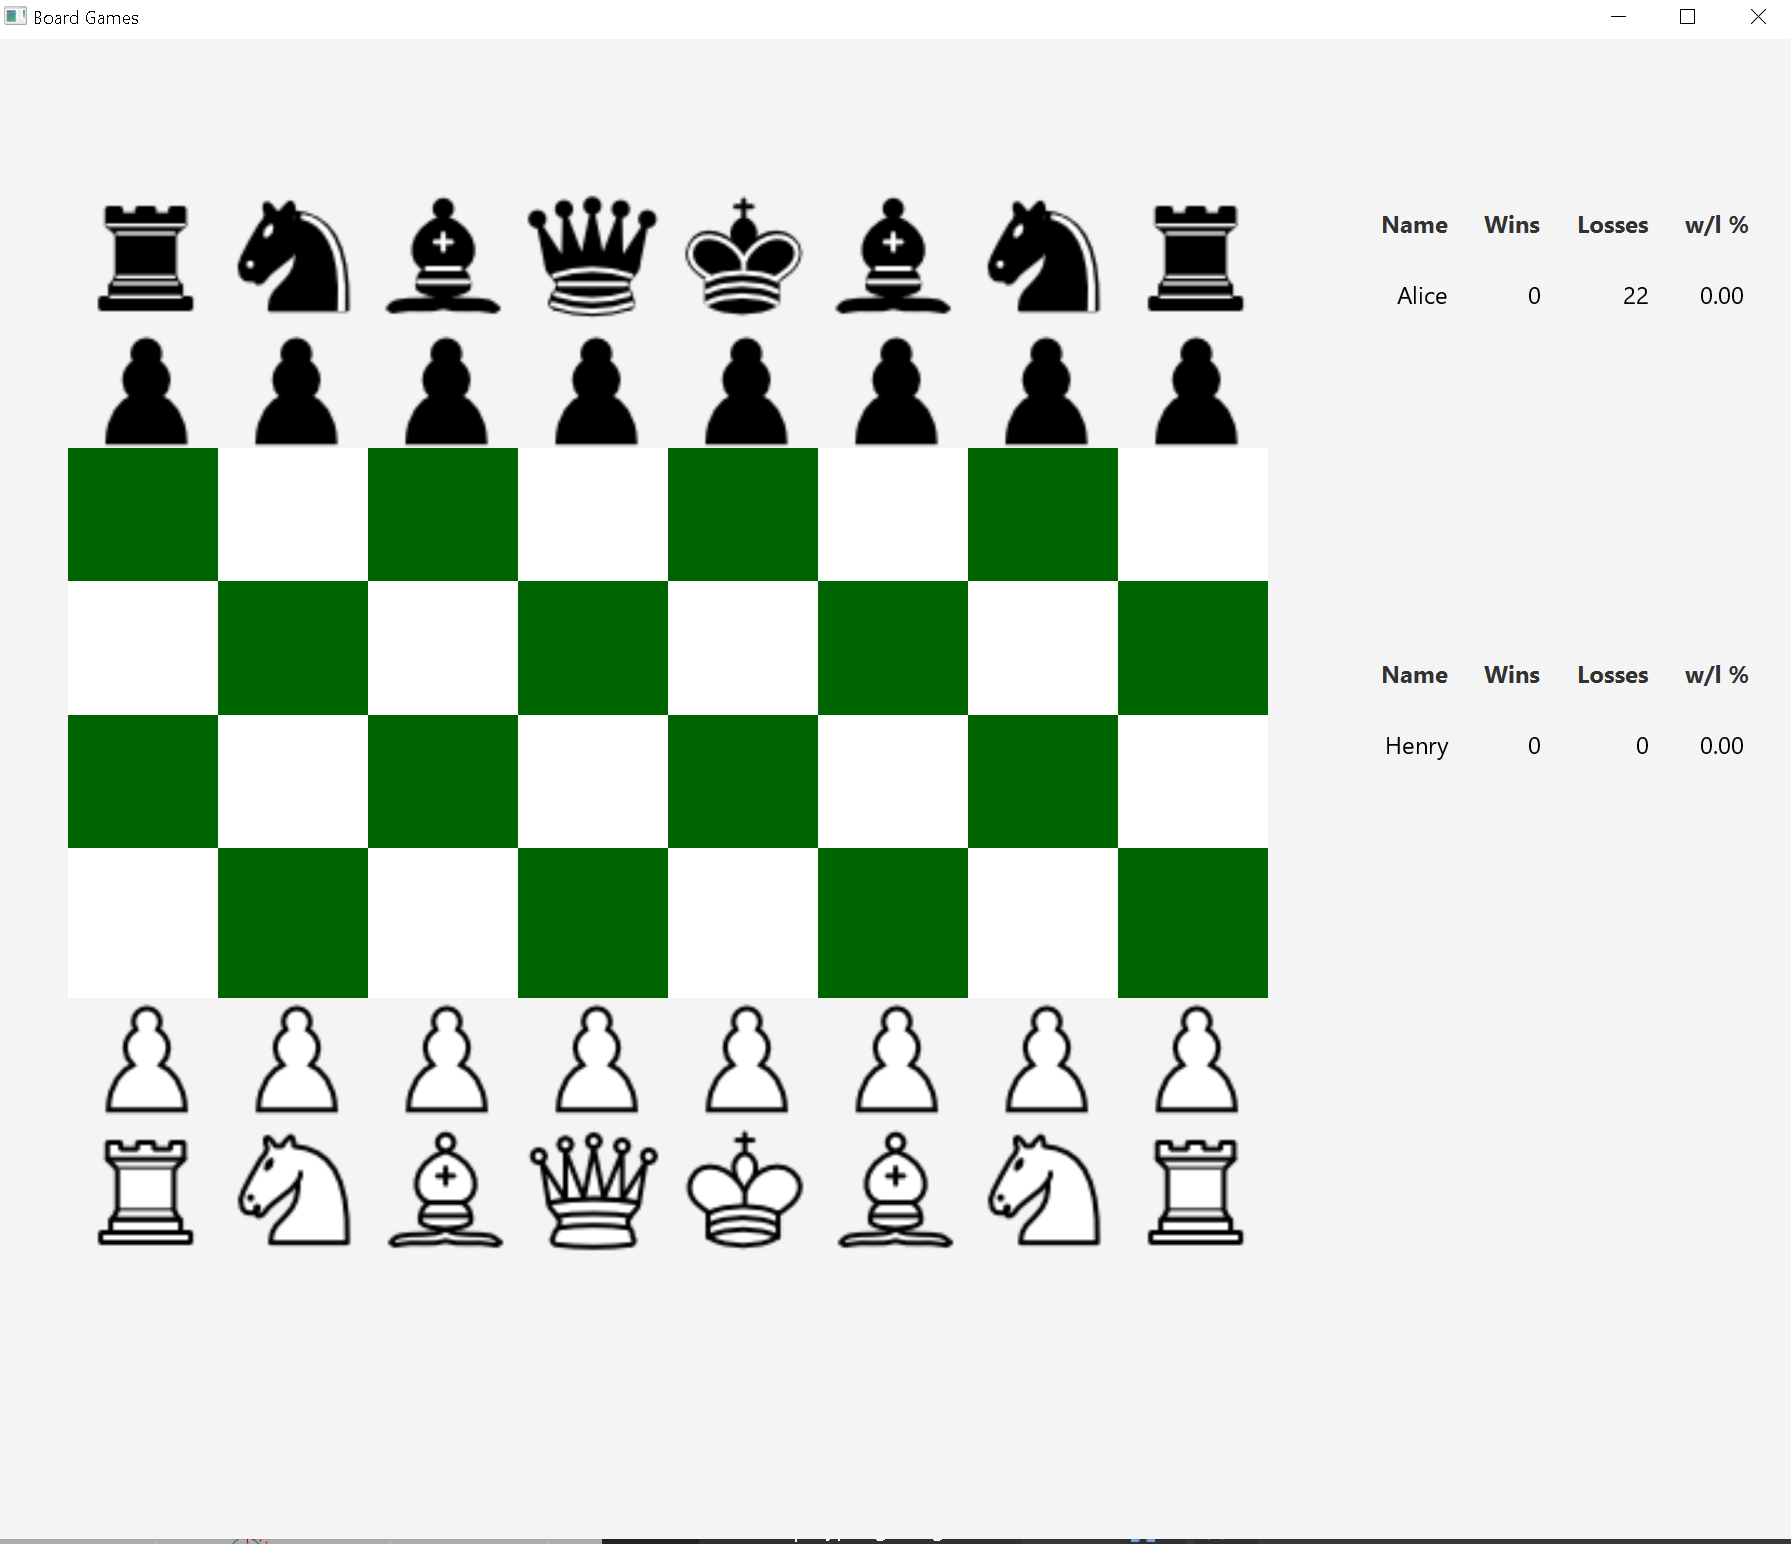 Board Games
Name Wins Losses w/l %
Alice 0 22 0.00
Name Wins Losses w/l %
Henry 0 0 0.00